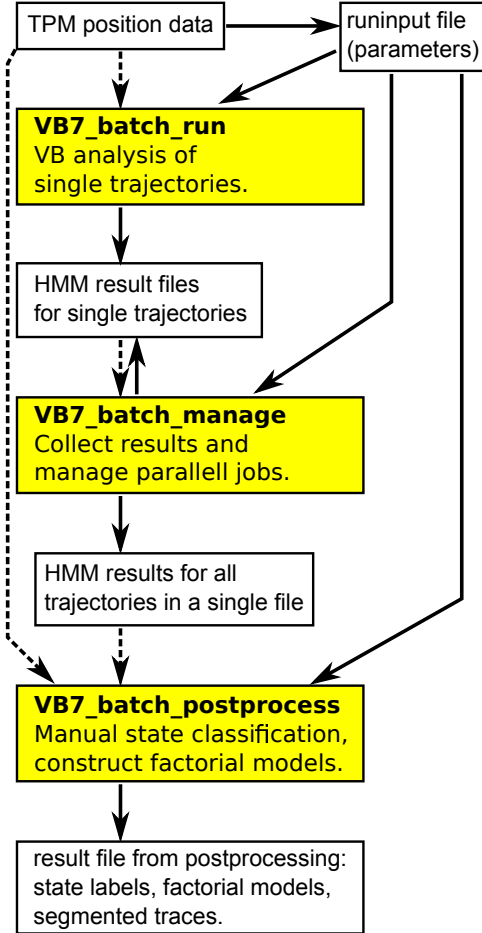 TPM position data
runinput file
(parameters)
VB7_batch_run
VB analysis of
single trajectories.
HMM result files
for single trajectories
VB7_batch_manage
Collect results and
manage parallell jobs.
HMM results for all
trajectories in a single file
VB7_batch_postprocess
Manual state classification,
construct factorial models.
result file from postprocessing:
state labels, factorial models,
segmented traces.